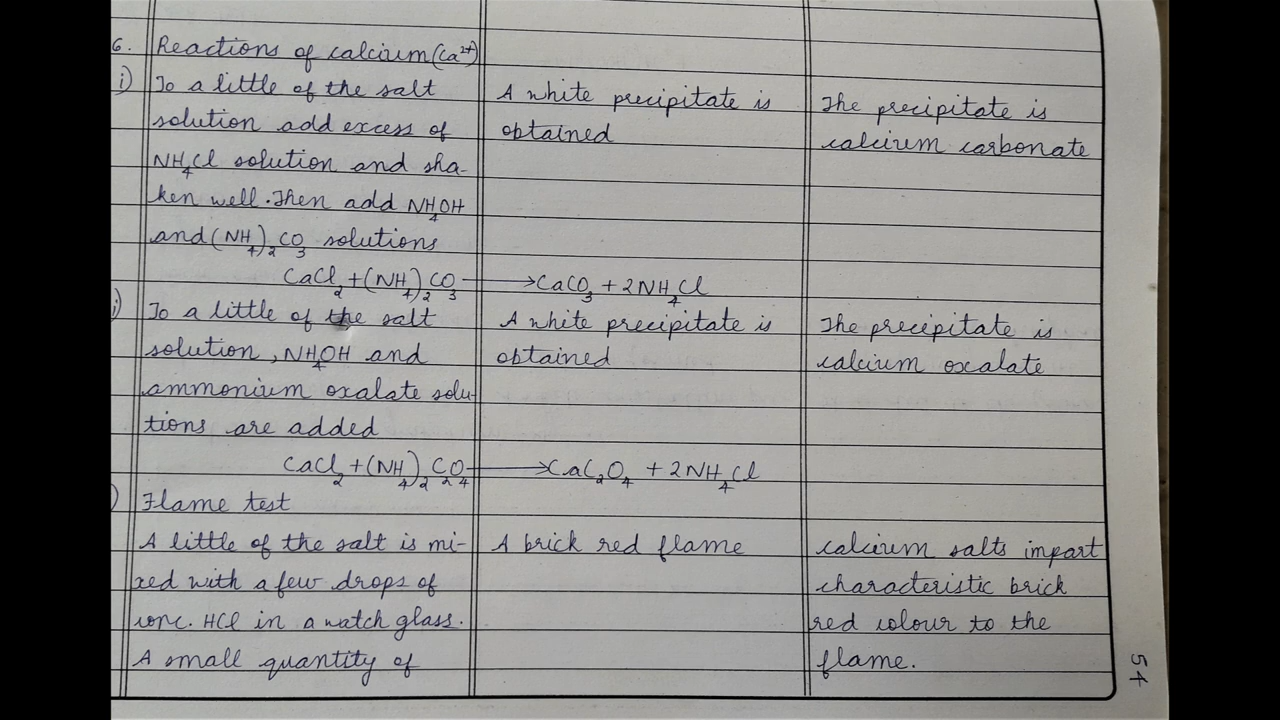 6. Reactions of calcium (Ca²⁺)
i) To a little of the salt
solution add excess of
NH₄Cl solution and sha-
ken well. Then add NH₄OH
and (NH₄)₂CO₃ solutions
A white precipitate is
obtained
The precipitate is
calcium carbonate
CaCl₂ + (NH₄)₂CO₃ → CaCO₃ + 2NH₄Cl
i) To a little of the salt
solution, NH₄OH and
ammonium oxalate solu-
tions are added
A white precipitate is
obtained
The precipitate is
calcium oxalate
CaCl₂ + (NH₄)₂C₂O₄ → CaC₂O₄ + 2NH₄Cl
) Flame test
A little of the salt is mi-
xed with a few drops of
conc. HCl in a watch glass.
A small quantity of
A brick red flame
calcium salts impart
characteristic brick
red colour to the
flame.
54